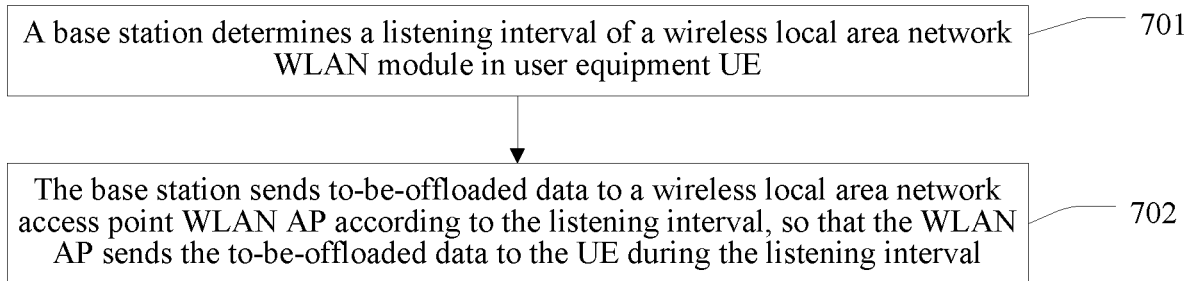 A base station determines a listening interval of a wireless local area network
WLAN module in user equipment UE
701
The base station sends to-be-offloaded data to a wireless local area network
access point WLAN AP according to the listening interval, so that the WLAN
AP sends the to-be-offloaded data to the UE during the listening interval
702